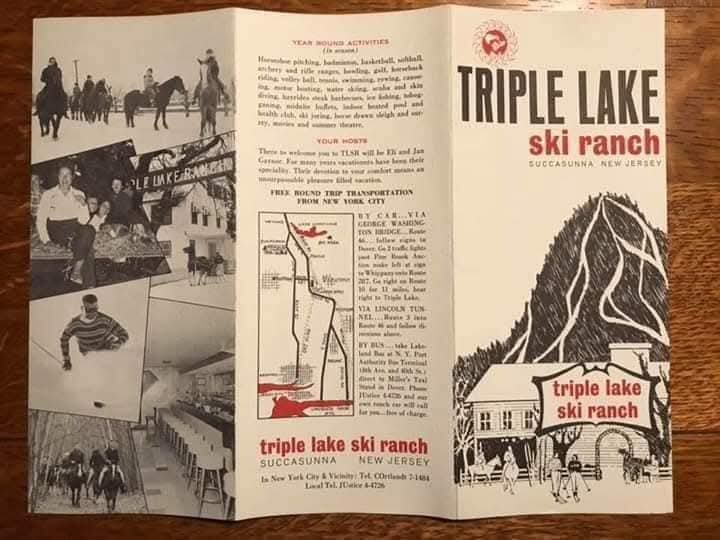 PLE LAKE RANCH
YEAR ROUND ACTIVITIES
(In season)
Horseshoe pitching, badminton, basketball, softball,
archery and rifle ranges, bowling, golf, horseback
riding, volley ball, tennis, swimming, rowing, canoe-
ing, motor boating, water skiing, scuba and skin
diving, hayrides steak barbecues, ice fishing, tobog-
ganing, midnite buffets, indoor heated pool and
health club, ski joring, horse drawn sleigh and sur-
rey, movies and summer theatre.
YOUR HOSTS
There to welcome you to TLSR will be Eli and Jan
Gaynor. For many years vacationers have been their
speciality. Their devotion to your comfort means an
unsurpassable pleasure filled vacation.
FREE ROUND TRIP TRANSPORTATION
FROM NEW YORK CITY
BY CAR...VIA
GEORGE WASHING-
TON BRIDGE...Route
46... follow signs to
Dover. Go 2 traffic lights
past Pine Brook Auc-
tion make left at sign
to Whippany onto Route
287. Go right on Route
10 for 11 miles, bear
right to Triple Lake.
VIA LINCOLN TUN-
NEL... Route 3 into
Route 46 and follow di-
rections above.
BY BUS... take Lake-
land Bus at N. Y. Port
Authority Bus Terminal
(8th Ave. and 40th St.)
direct to Miller's Taxi
Stand in Dover. Phone
JUstice 4-4726 and our
own ranch car will call
for you...free of charge.
triple lake ski ranch
SUCCASUNNA NEW JERSEY
In New York City & Vicinity: Tel. COrtlandt 7-1484
Local Tel. JUstice 4-4726
TRIPLE LAKE
ski ranch
SUCCASUNNA NEW JERSEY
triple lake
ski ranch